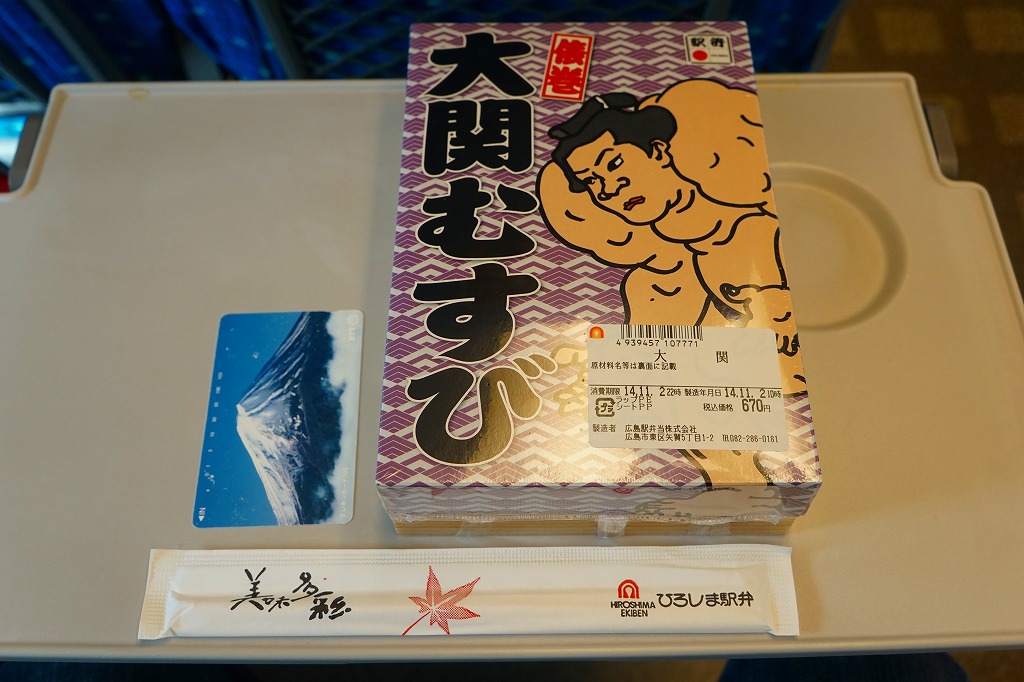 俵巻
駅弁
大関むすび
4 939457 107771
大 関
原材料名等は裏面に記載
消費期限 14.11. 2 22時 製造年月日 14.11. 2 10時
プラ
ラップPE
シートPP
税込価格 670円
製造者 広島駅弁当株式会社
広島市東区矢賀5丁目1-2 TEL082-286-0181
IN
美味多彩
HIROSHIMA
EKIBEN
ひろしま駅弁